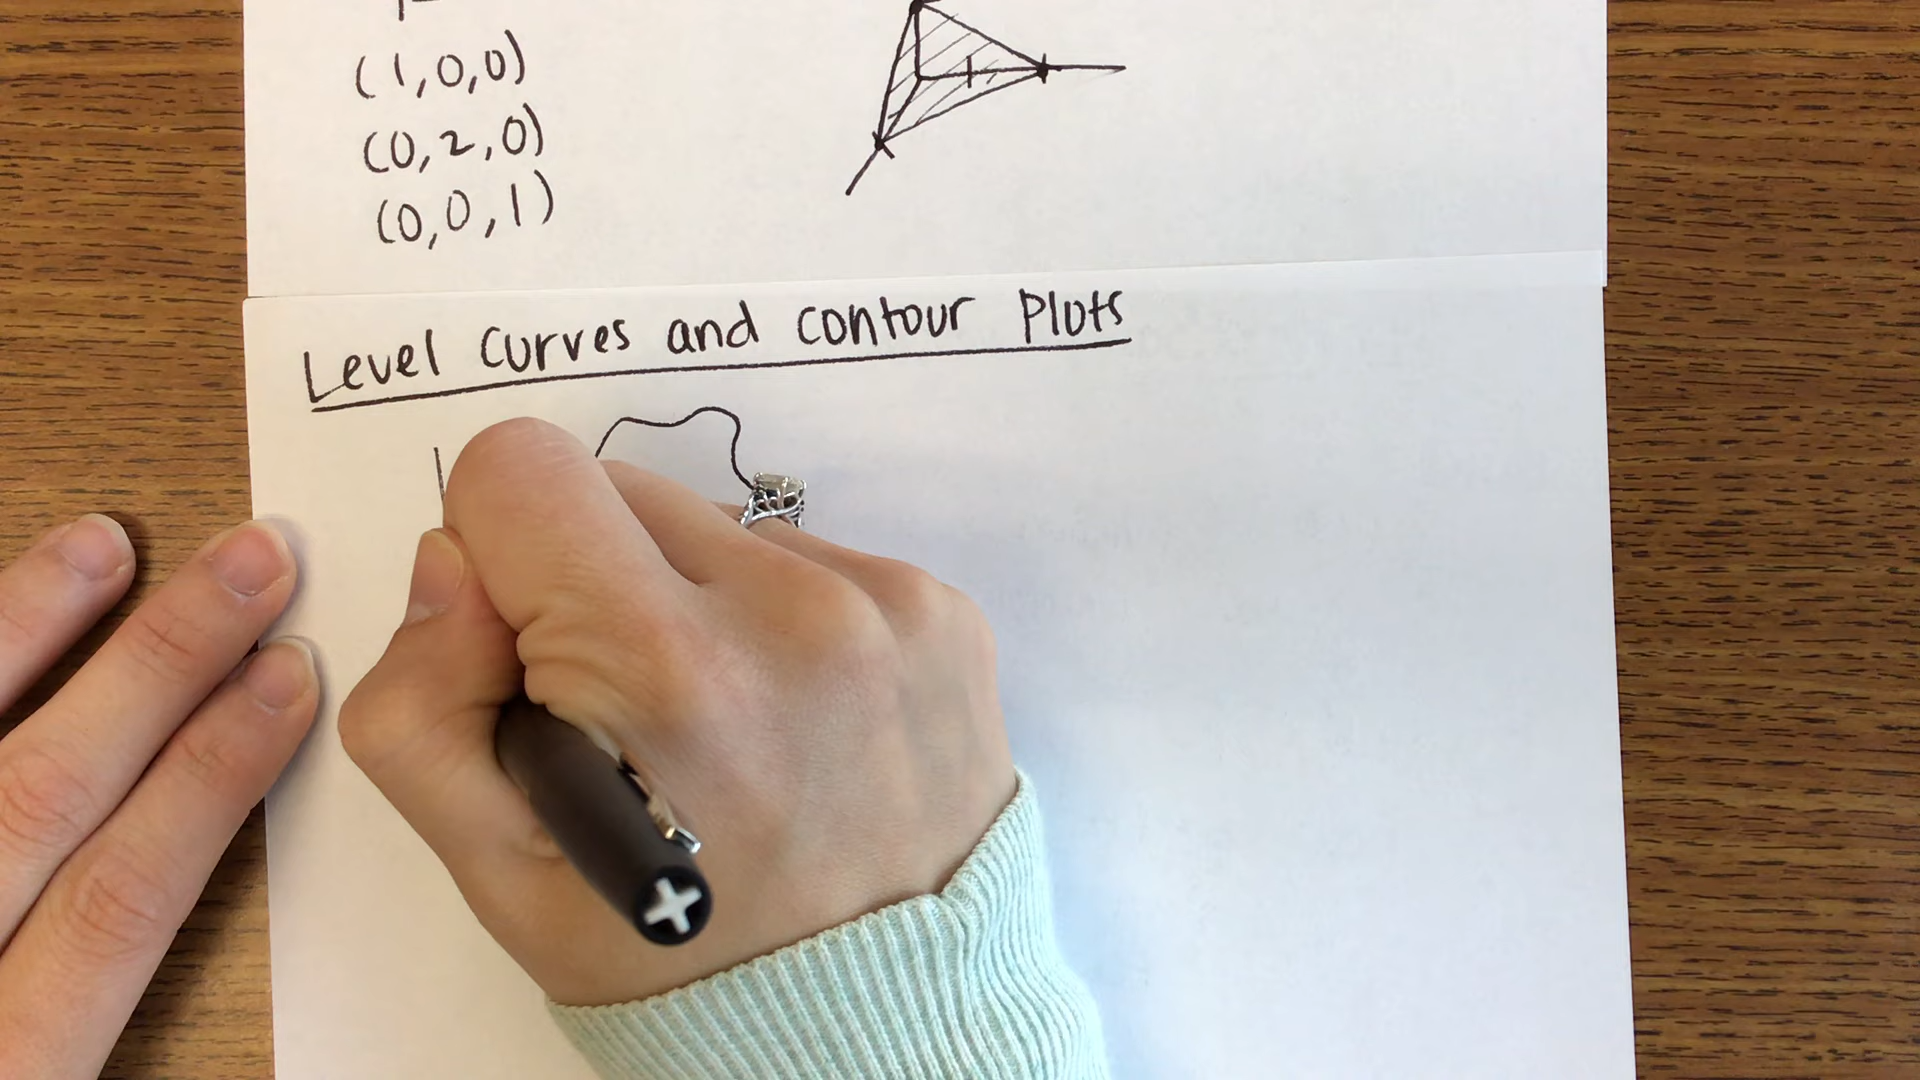 (1,0,0)
(0,2,0)
(0,0,1)
Level Curves and Contour Plots